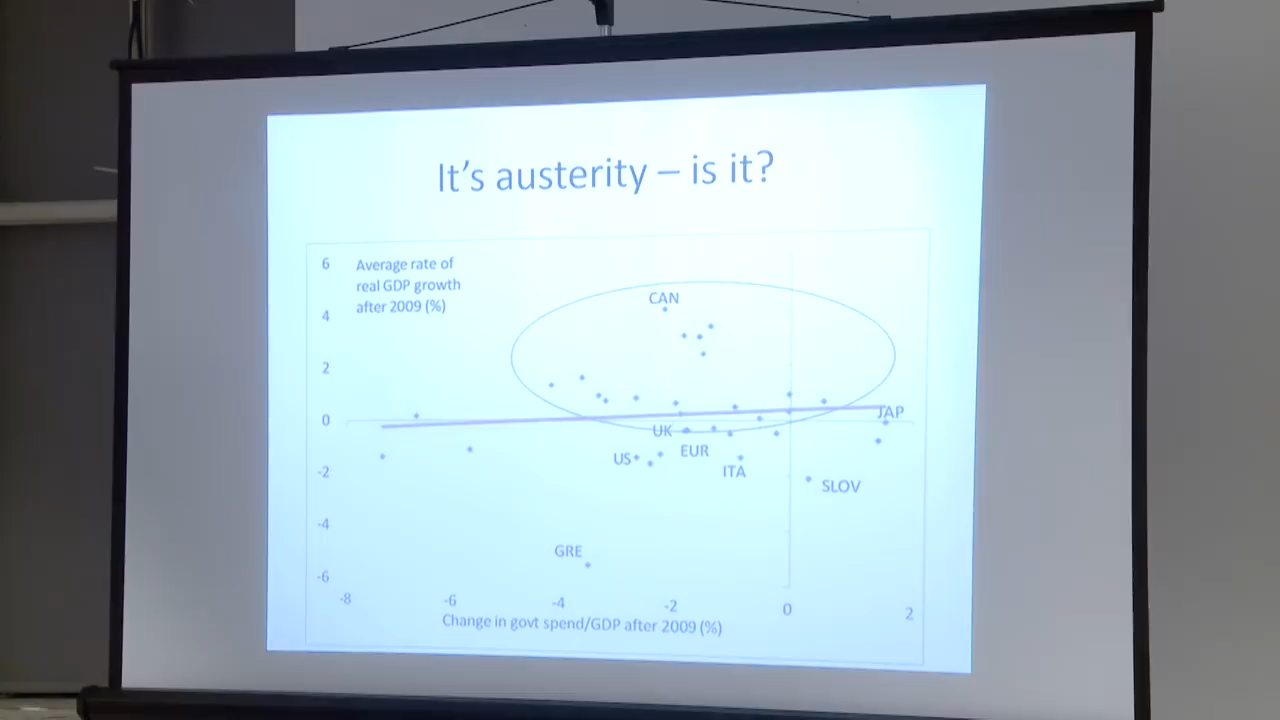 It's austerity – is it?
Average rate of
real GDP growth
after 2009 (%)
6
4
2
0
-2
-4
-6
CAN
JAP
UK
EUR
US
ITA
SLOV
GRE
-8
-6
-4
-2
0
2
Change in govt spend/GDP after 2009 (%)